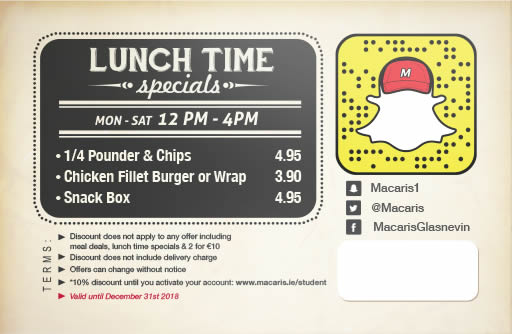 LUNCH TIME
specials
MON - SAT 12 PM - 4PM
• 1/4 Pounder & Chips 4.95
• Chicken Fillet Burger or Wrap 3.90
• Snack Box 4.95
M
Macaris1
@Macaris
MacarisGlasnevin
TERMS:
Discount does not apply to any offer including
meal deals, lunch time specials & 2 for €10
Discount does not include delivery charge
Offers can change without notice
*10% discount until you activate your account: www.macaris.ie/student
Valid until December 31st 2018